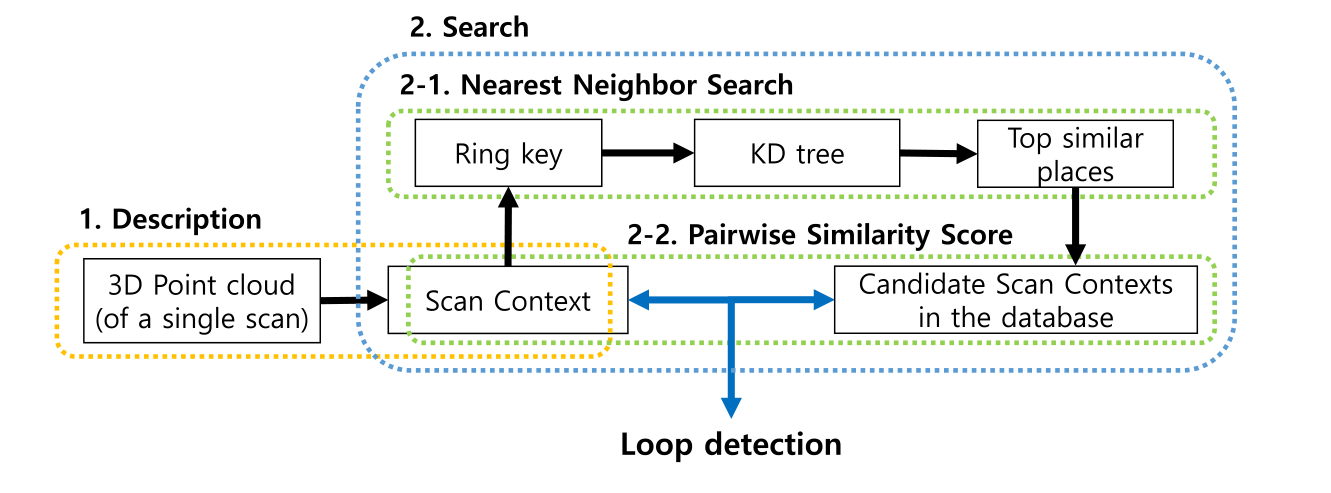 2. Search
2-1. Nearest Neighbor Search
Ring key
KD tree
Top similar
places
1. Description
2-2. Pairwise Similarity Score
3D Point cloud
(of a single scan)
Scan Context
Candidate Scan Contexts
in the database
Loop detection